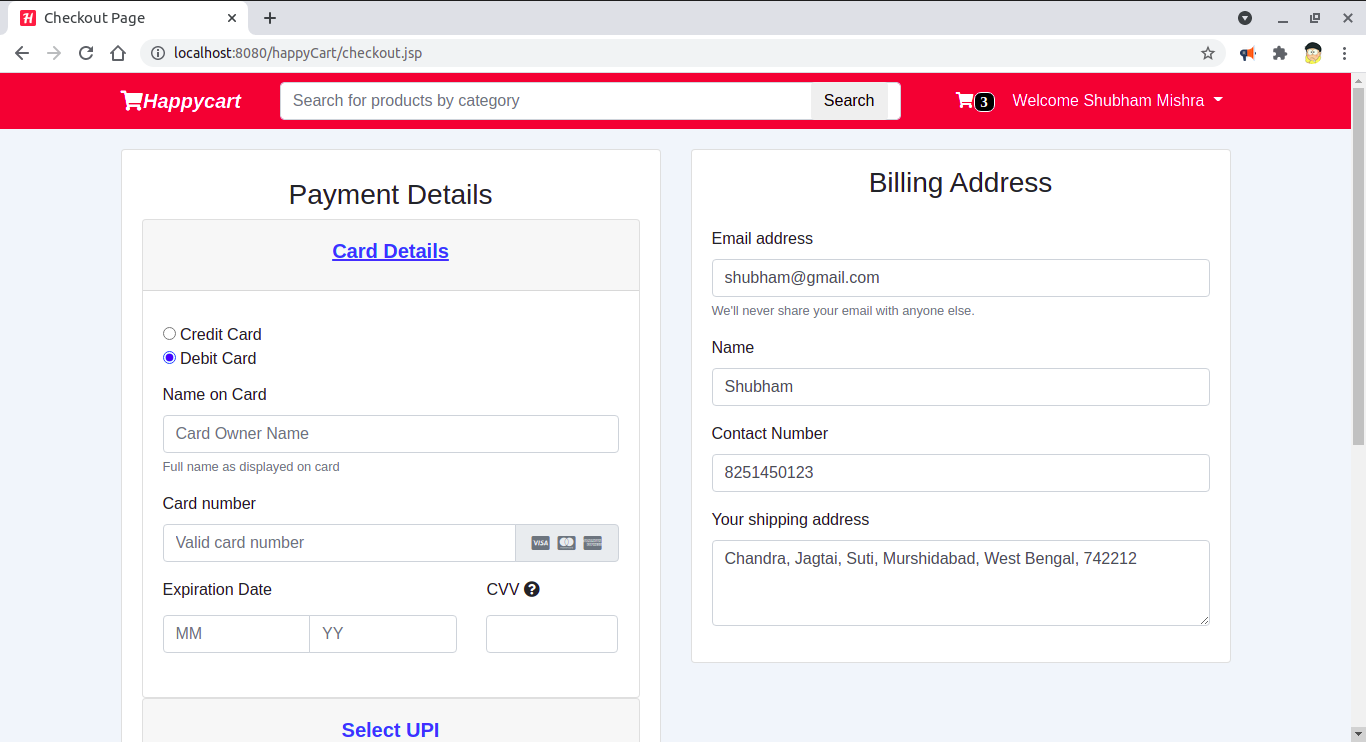 Checkout Page
localhost:8080/happyCart/checkout.jsp
Happycart
Search for products by category
Search
3
Welcome Shubham Mishra
Payment Details
Card Details
Credit Card
Debit Card
Name on Card
Card Owner Name
Full name as displayed on card
Card number
Valid card number
VISA
Expiration Date
CVV
MM
YY
Select UPI
Billing Address
Email address
shubham@gmail.com
We'll never share your email with anyone else.
Name
Shubham
Contact Number
8251450123
Your shipping address
Chandra, Jagtai, Suti, Murshidabad, West Bengal, 742212